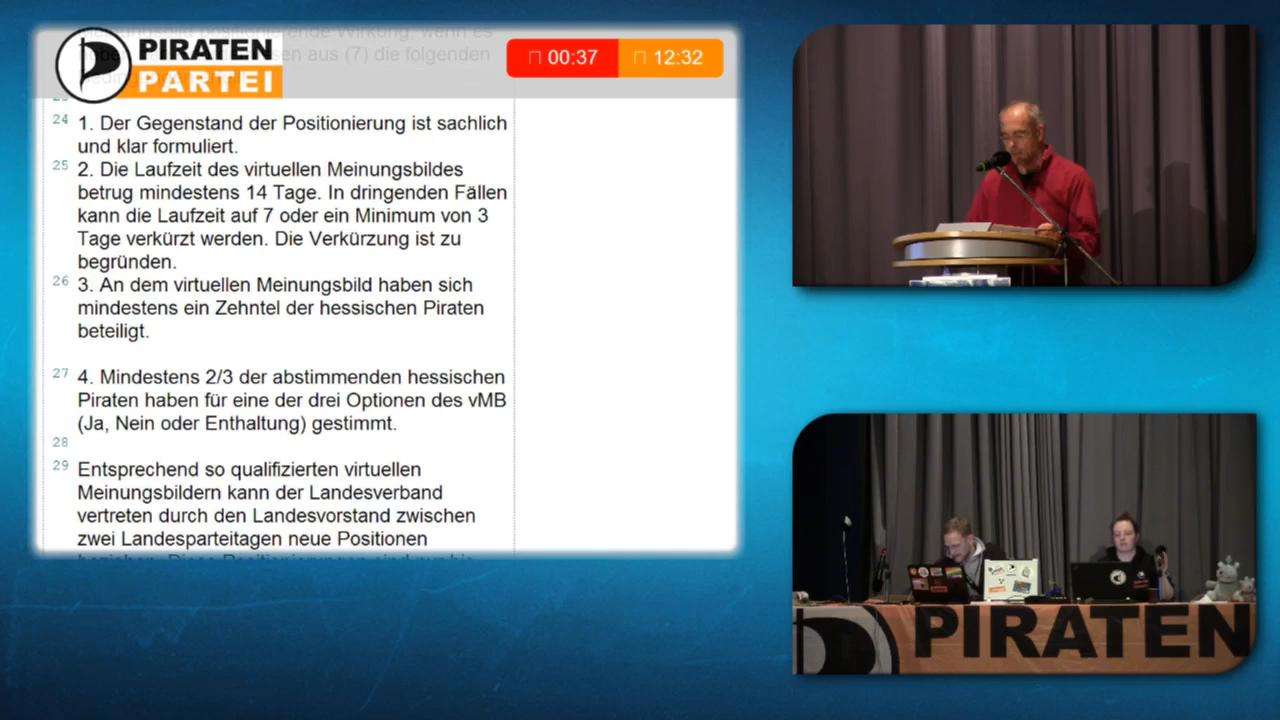 PIRATEN
PARTEI
00:37
12:32
sen aus (7) die folgenden
24
1. Der Gegenstand der Positionierung ist sachlich
und klar formuliert.
25
2. Die Laufzeit des virtuellen Meinungsbildes
betrug mindestens 14 Tage. In dringenden Fällen
kann die Laufzeit auf 7 oder ein Minimum von 3
Tage verkürzt werden. Die Verkürzung ist zu
begründen.
26
3. An dem virtuellen Meinungsbild haben sich
mindestens ein Zehntel der hessischen Piraten
beteiligt.
27
4. Mindestens 2/3 der abstimmenden hessischen
Piraten haben für eine der drei Optionen des vMB
(Ja, Nein oder Enthaltung) gestimmt.
28
29
Entsprechend so qualifizierten virtuellen
Meinungsbildern kann der Landesverband
vertreten durch den Landesvorstand zwischen
zwei Landesparteitagen neue Positionen
PIRATEN